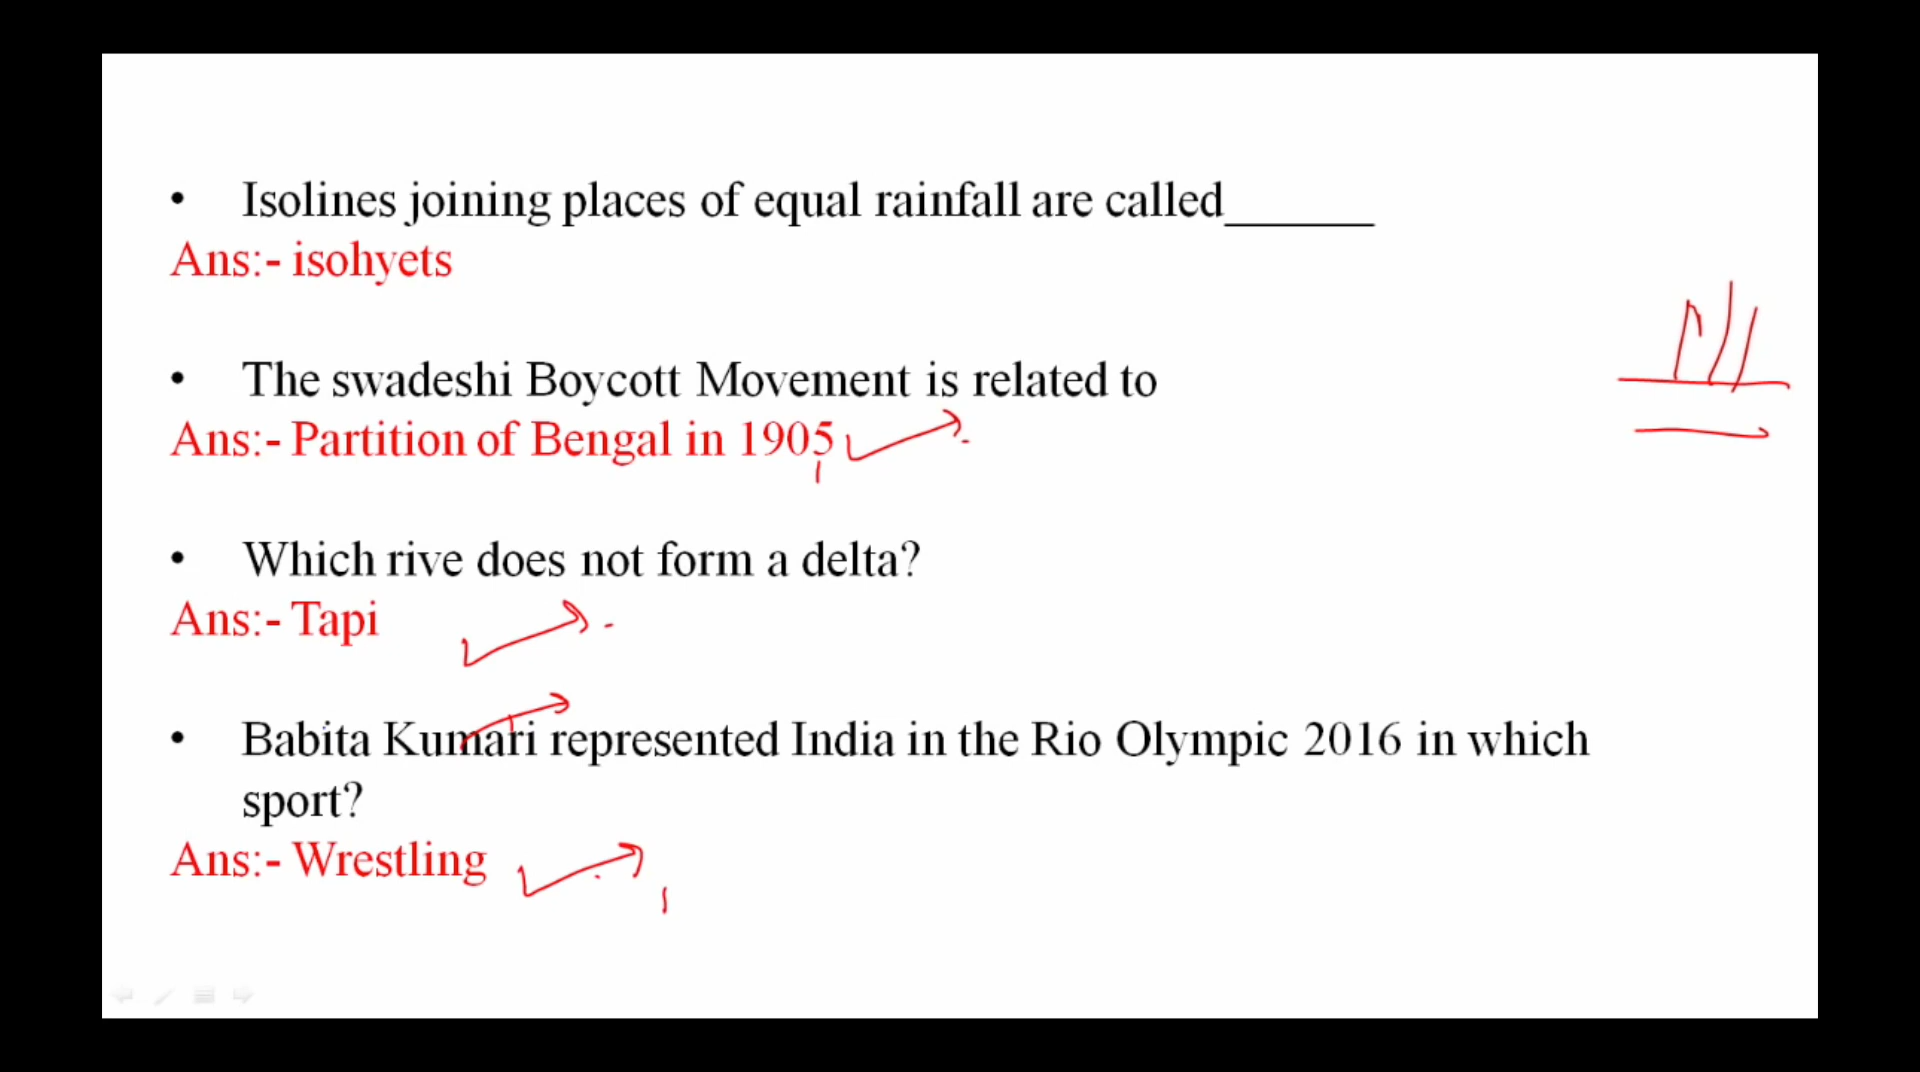 • Isolines joining places of equal rainfall are called______
Ans:- isohyets
• The swadeshi Boycott Movement is related to
Ans:- Partition of Bengal in 1905
• Which rive does not form a delta?
Ans:- Tapi
• Babita Kumari represented India in the Rio Olympic 2016 in which
sport?
Ans:- Wrestling